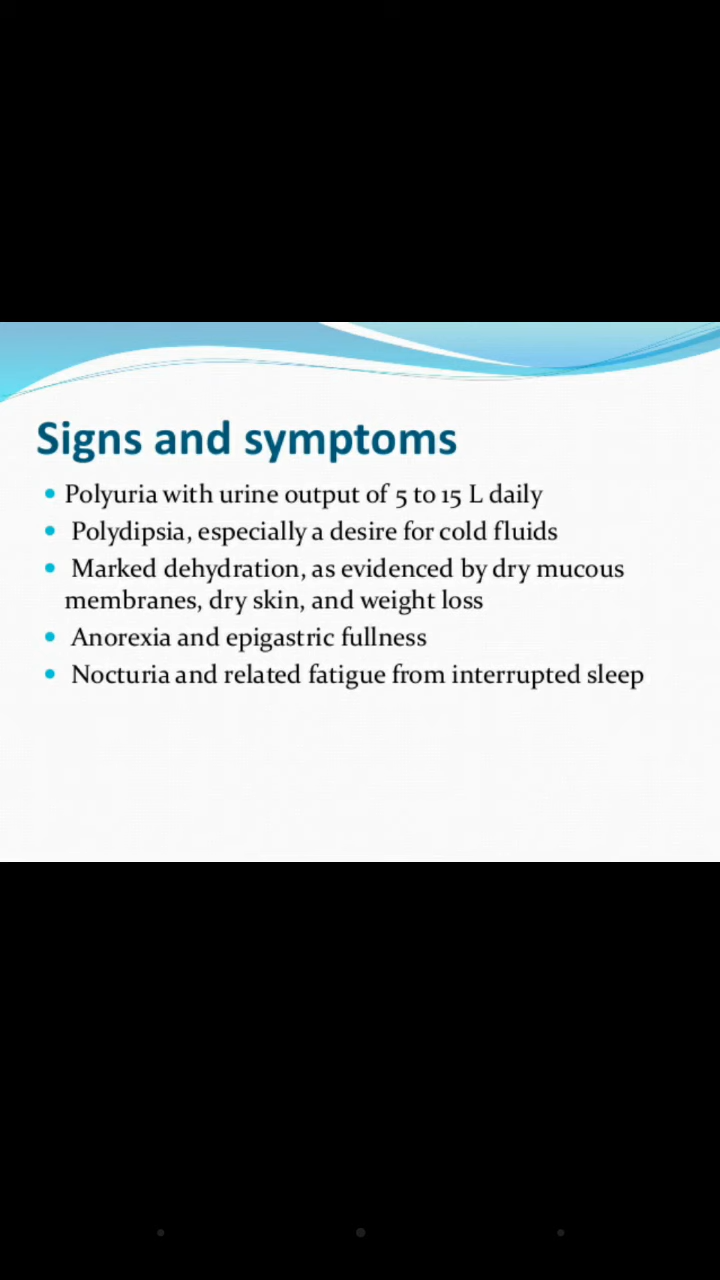 Signs and symptoms
• Polyuria with urine output of 5 to 15 L daily
• Polydipsia, especially a desire for cold fluids
• Marked dehydration, as evidenced by dry mucous
membranes, dry skin, and weight loss
• Anorexia and epigastric fullness
• Nocturia and related fatigue from interrupted sleep